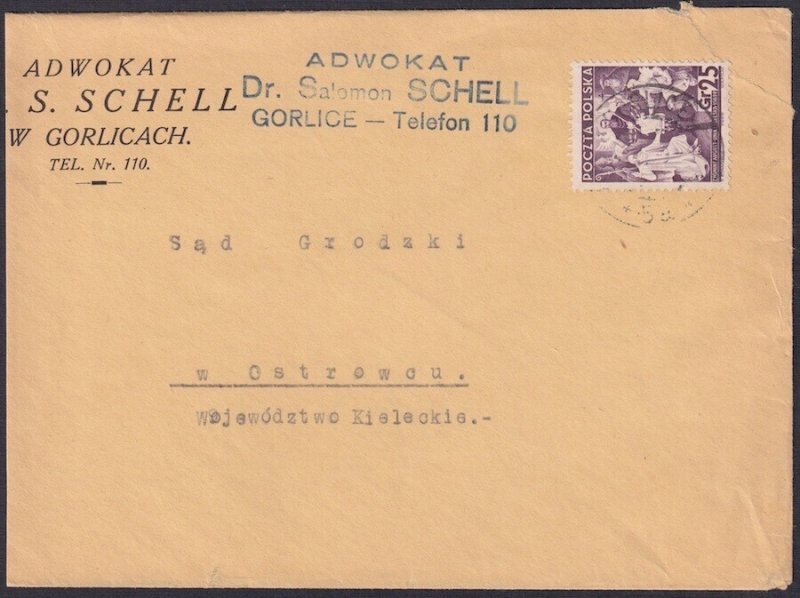 ADWOKAT
S. SCHELL
W GORLICACH.
TEL. Nr. 110.
ADWOKAT
Dr. Salomon SCHELL
GORLICE — Telefon 110
POCZTA POLSKA
Gr 25
Sąd Grodzki
w Ostrowcu.
Województwo Kieleckie.-